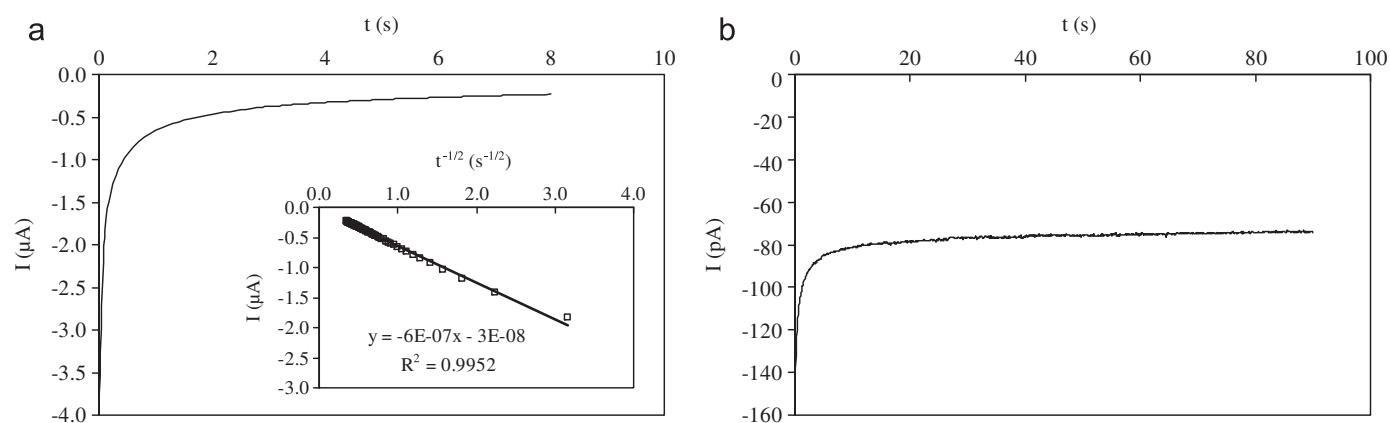 a
t (s)
0 2 4 6 8 10
0.0
-0.5
-1.0
-1.5
-2.0
-2.5
-3.0
-3.5
-4.0
I (µA)
t⁻¹/² (s⁻¹/²)
0.0 1.0 2.0 3.0 4.0
0.0
-0.5
-1.0
-1.5
-2.0
-2.5
-3.0
I (µA)
y = -6E-07x - 3E-08
R² = 0.9952
b
t (s)
0 20 40 60 80 100
0
-20
-40
-60
-80
-100
-120
-140
-160
I (pA)